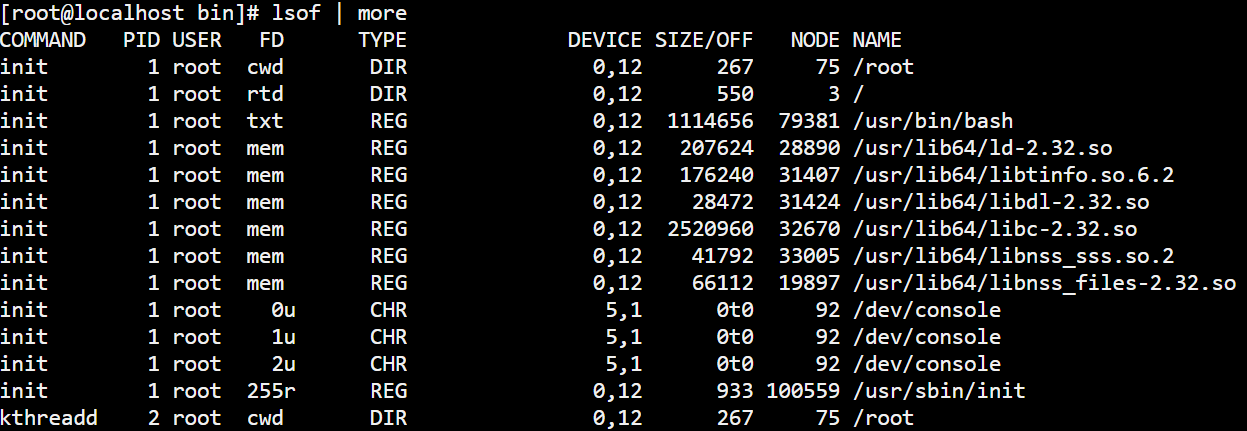 [root@localhost bin]# lsof | more
COMMAND   PID USER   FD      TYPE             DEVICE SIZE/OFF   NODE NAME
init        1 root  cwd       DIR               0,12      267     75 /root
init        1 root  rtd       DIR               0,12      550      3 /
init        1 root  txt       REG               0,12  1114656  79381 /usr/bin/bash
init        1 root  mem       REG               0,12   207624  28890 /usr/lib64/ld-2.32.so
init        1 root  mem       REG               0,12   176240  31407 /usr/lib64/libtinfo.so.6.2
init        1 root  mem       REG               0,12    28472  31424 /usr/lib64/libdl-2.32.so
init        1 root  mem       REG               0,12  2520960  32670 /usr/lib64/libc-2.32.so
init        1 root  mem       REG               0,12    41792  33005 /usr/lib64/libnss_sss.so.2
init        1 root  mem       REG               0,12    66112  19897 /usr/lib64/libnss_files-2.32.so
init        1 root    0u      CHR                5,1      0t0     92 /dev/console
init        1 root    1u      CHR                5,1      0t0     92 /dev/console
init        1 root    2u      CHR                5,1      0t0     92 /dev/console
init        1 root  255r      REG               0,12      933 100559 /usr/sbin/init
kthreadd    2 root  cwd       DIR               0,12      267     75 /root